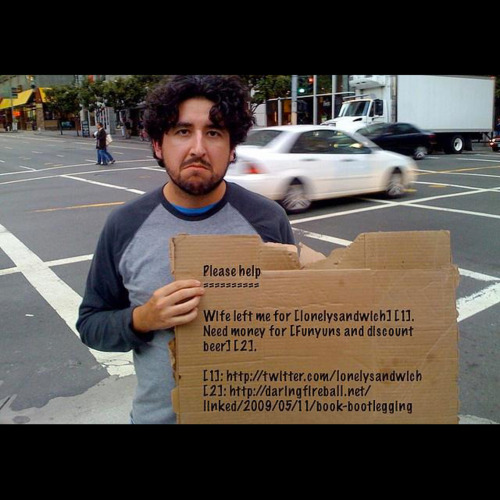 Please help
==========
Wife left me for [lonelysandwich] [1].
Need money for [Funyuns and discount
beer] [2].
[1]: http://twitter.com/lonelysandwich
[2]: http://daringfireball.net/
linked/2009/05/11/book-bootlegging